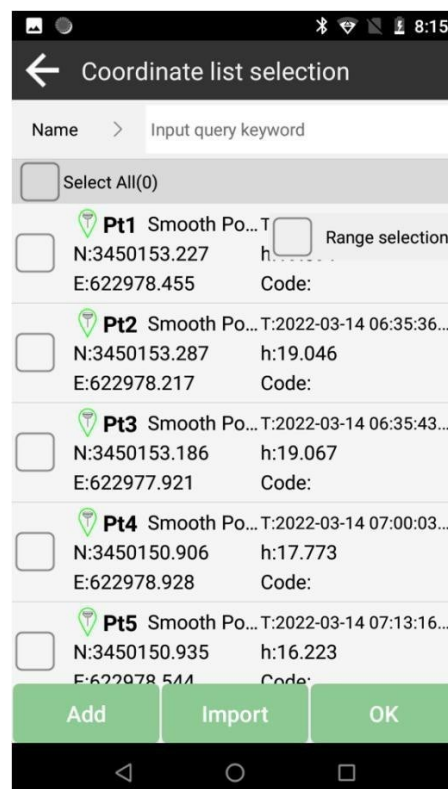 8:15
Coordinate list selection
Name > Input query keyword
Select All(0)
Pt1 Smooth Po... T
Range selection
N:3450153.227 h
E:622978.455 Code:
Pt2 Smooth Po... T:2022-03-14 06:35:36...
N:3450153.287 h:19.046
E:622978.217 Code:
Pt3 Smooth Po... T:2022-03-14 06:35:43...
N:3450153.186 h:19.067
E:622977.921 Code:
Pt4 Smooth Po... T:2022-03-14 07:00:03...
N:3450150.906 h:17.773
E:622978.928 Code:
Pt5 Smooth Po... T:2022-03-14 07:13:16...
N:3450150.935 h:16.223
E:622978.544 Code:
Add Import OK